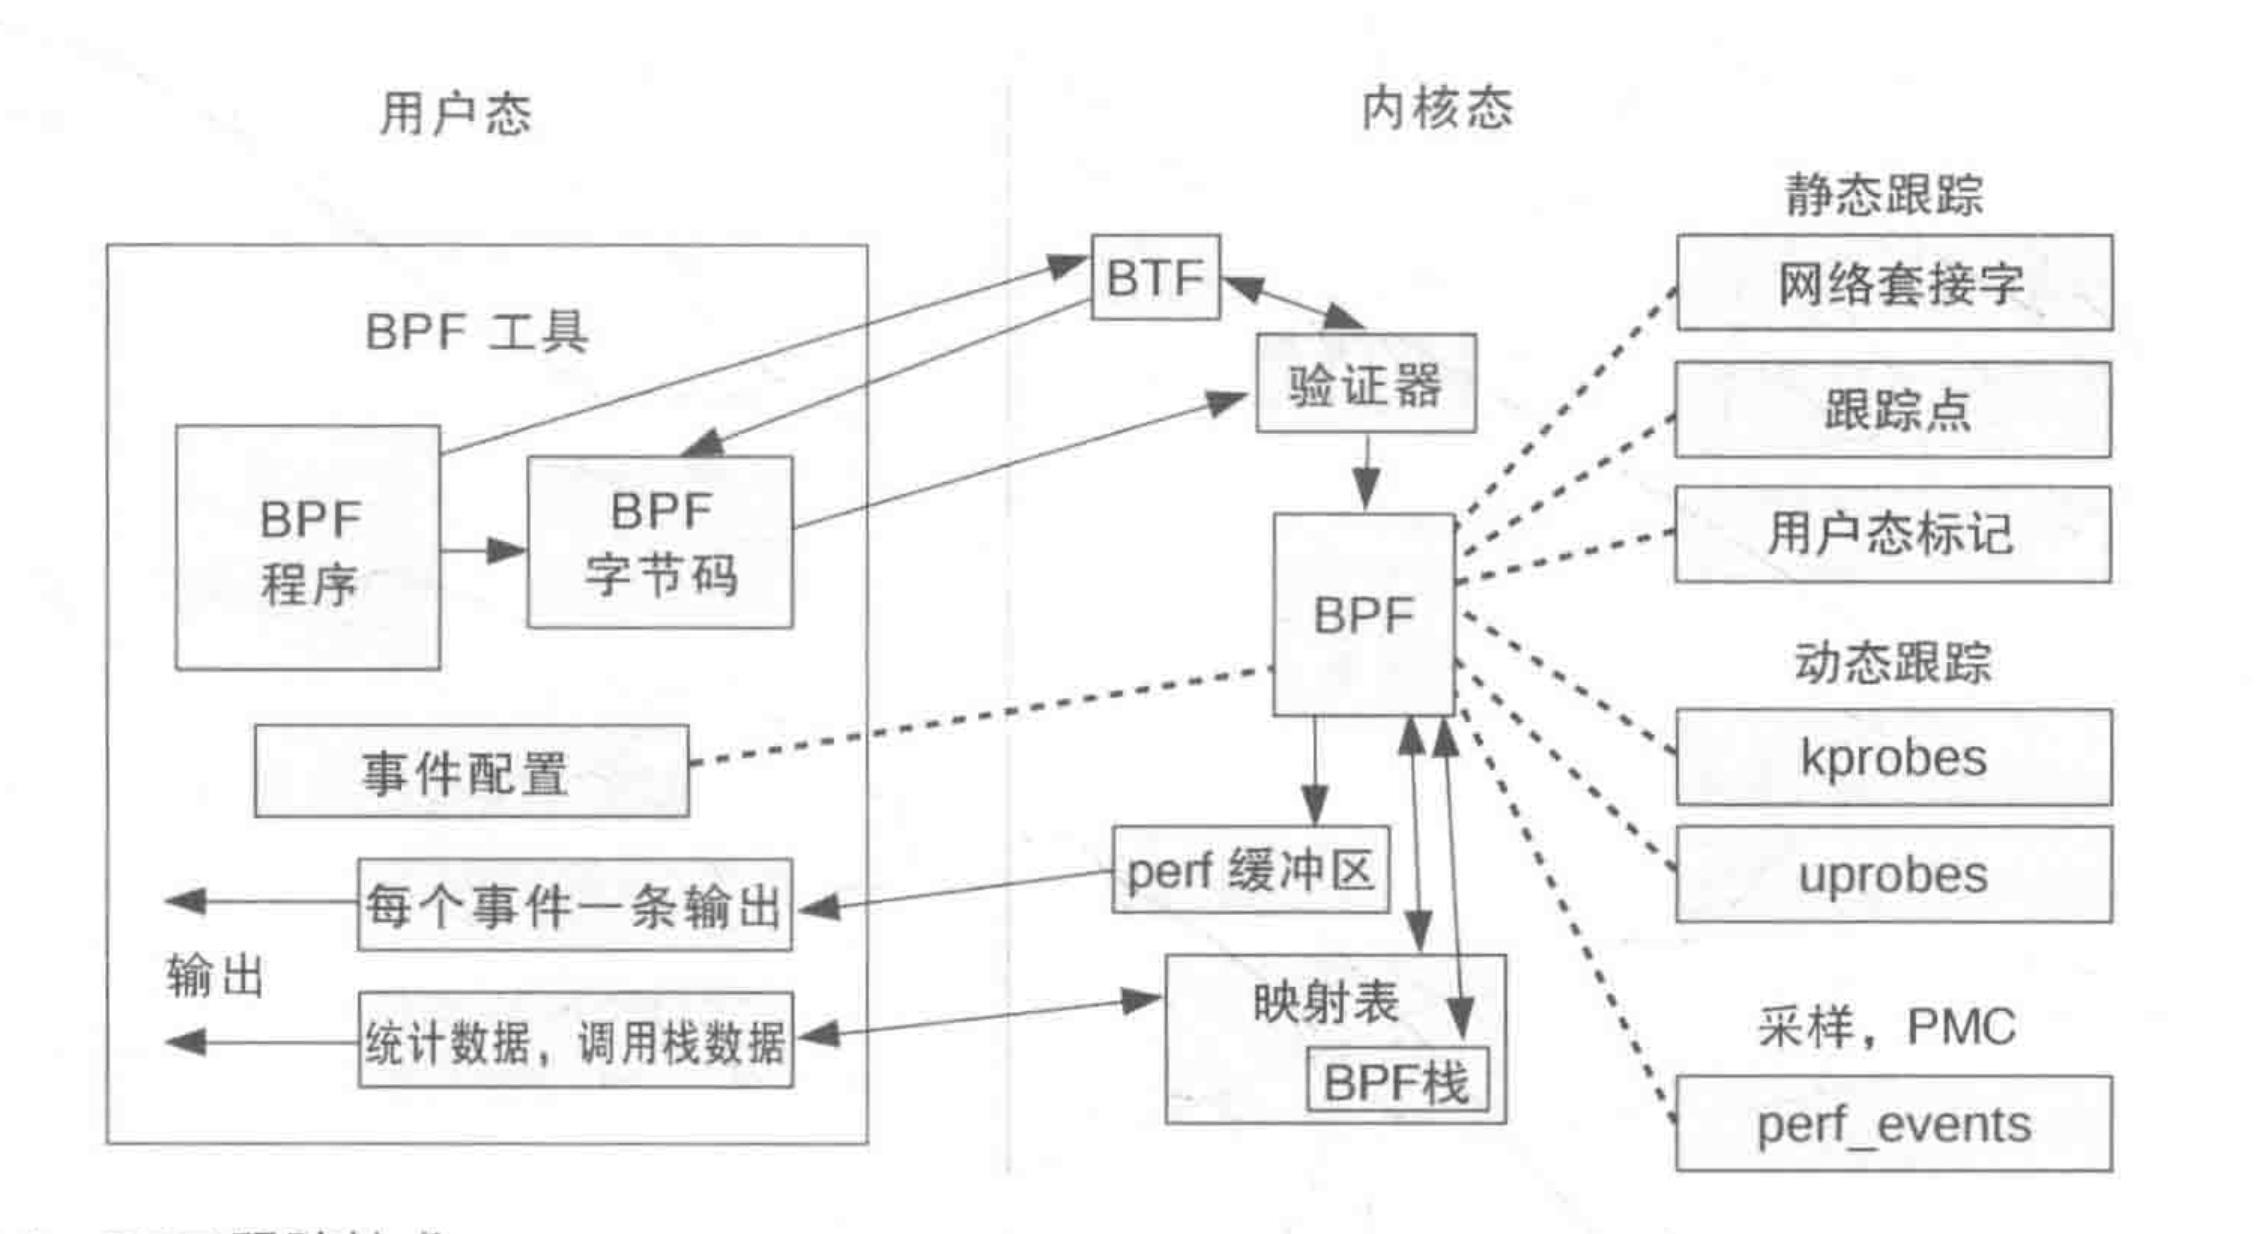 用户态
内核态
静态跟踪
BTF
网络套接字
BPF 工具
验证器
跟踪点
BPF
程序
BPF
字节码
用户态标记
BPF
动态跟踪
事件配置
kprobes
perf 缓冲区
uprobes
每个事件一条输出
输出
映射表
采样，PMC
统计数据，调用栈数据
BPF栈
perf_events